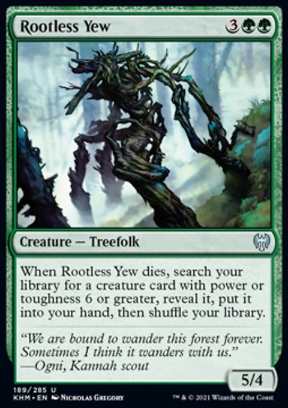 Rootless Yew 3
Creature — Treefolk
When Rootless Yew dies, search your
library for a creature card with power or
toughness 6 or greater, reveal it, put it
into your hand, then shuffle your library.
“We are bound to wander this forest forever.
Sometimes I think it wanders with us.”
—Ogni, Kannah scout
5/4
189/285 U
KHM • EN NICHOLAS GREGORY
™ & © 2021 Wizards of the Coast